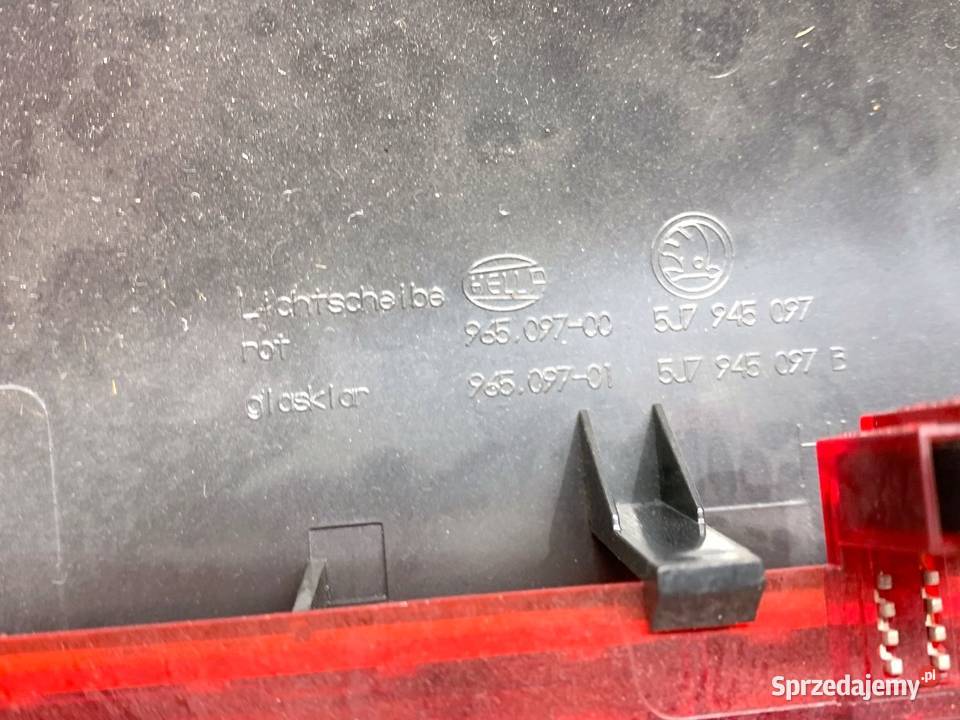 HELLA
Lichtscheibe
rot 965.097-00 5J7 945 097
glasklar 965.097-01 5J7 945 097 B
Sprzedajemy.pl